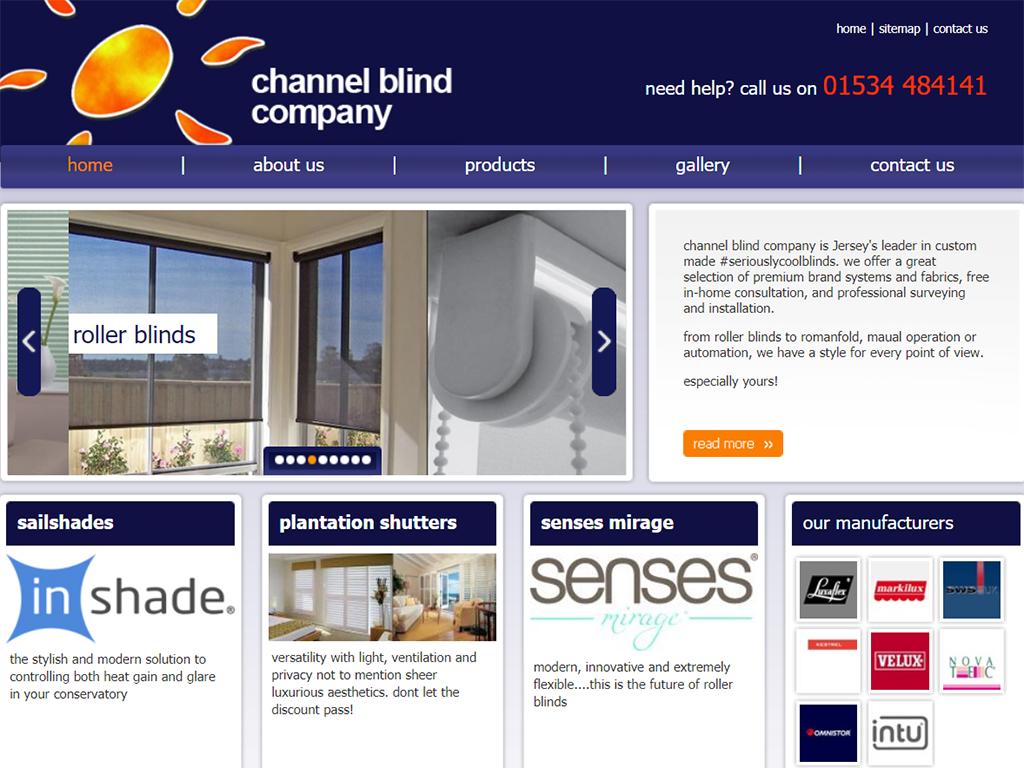 home | sitemap | contact us
channel blind
company
need help? call us on 01534 484141
home | about us | products | gallery | contact us
roller blinds
channel blind company is Jersey's leader in custom
made #seriouslycoolblinds. we offer a great
selection of premium brand systems and fabrics, free
in-home consultation, and professional surveying
and installation.
from roller blinds to romanfold, maual operation or
automation, we have a style for every point of view.
especially yours!
read more »
sailshades
inshade®
the stylish and modern solution to
controlling both heat gain and glare
in your conservatory
plantation shutters
versatility with light, ventilation and
privacy not to mention sheer
luxurious aesthetics. dont let the
discount pass!
senses mirage
senses®
mirage
modern, innovative and extremely
flexible....this is the future of roller
blinds
our manufacturers
Luxaflex
markilux
SWS UK
KESTREL
VELUX
NOVA
TEC
OMNISTOR
intu